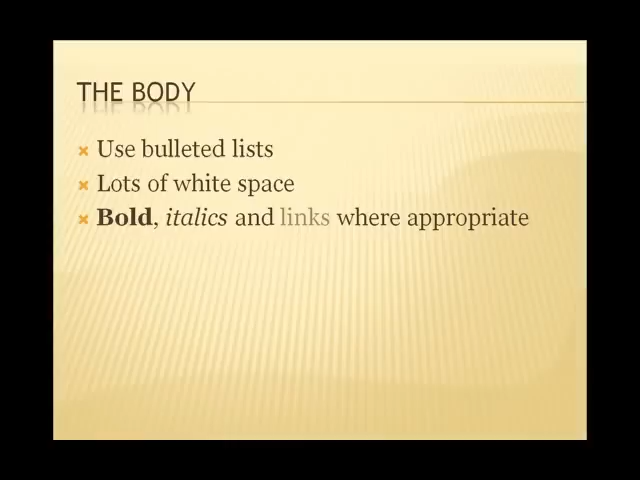 THE BODY
Use bulleted lists
Lots of white space
Bold, italics and links where appropriate